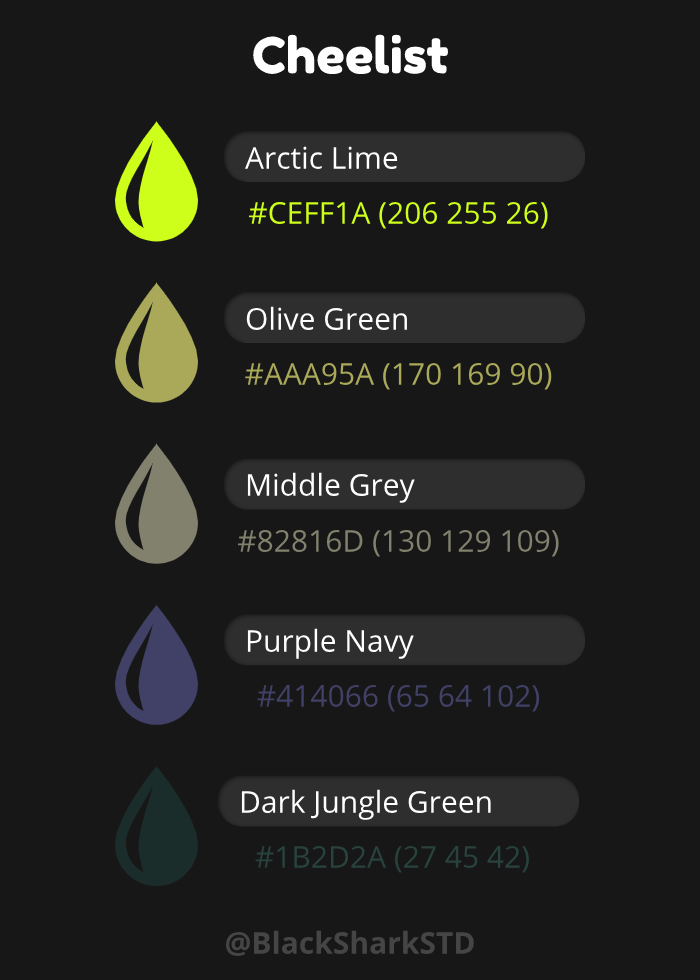 Cheelist
Arctic Lime
#CEFF1A (206 255 26)
Olive Green
#AAA95A (170 169 90)
Middle Grey
#82816D (130 129 109)
Purple Navy
#414066 (65 64 102)
Dark Jungle Green
#1B2D2A (27 45 42)
@BlackSharkSTD